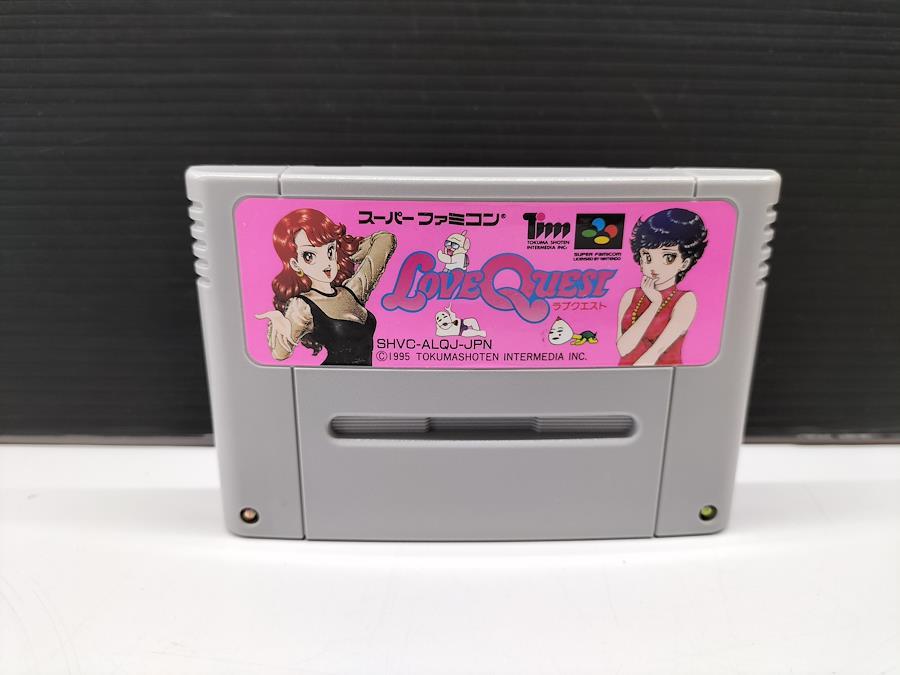 スーパーファミコン®
Tim
TOKUMA SHOTEN
INTERMEDIA INC.
SUPER FAMICOM
LICENSED BY NINTENDO
LOVE QUEST
ラブクエスト
SHVC-ALQJ-JPN
©1995 TOKUMASHOTEN INTERMEDIA INC.